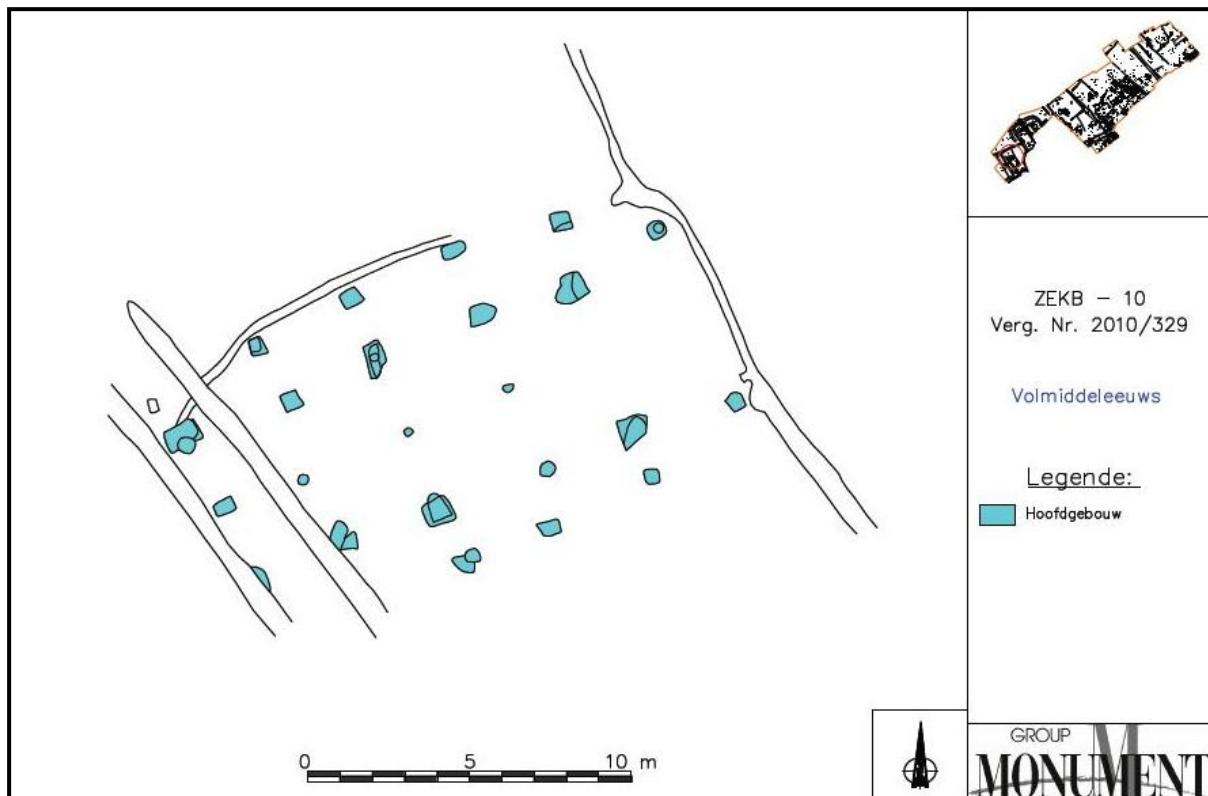 ZEKB - 10
Verg. Nr. 2010/329
Volmiddeleeuws
Legende:
Hoofdgebouw
0 5 10 m
GROUP
MONUMENT